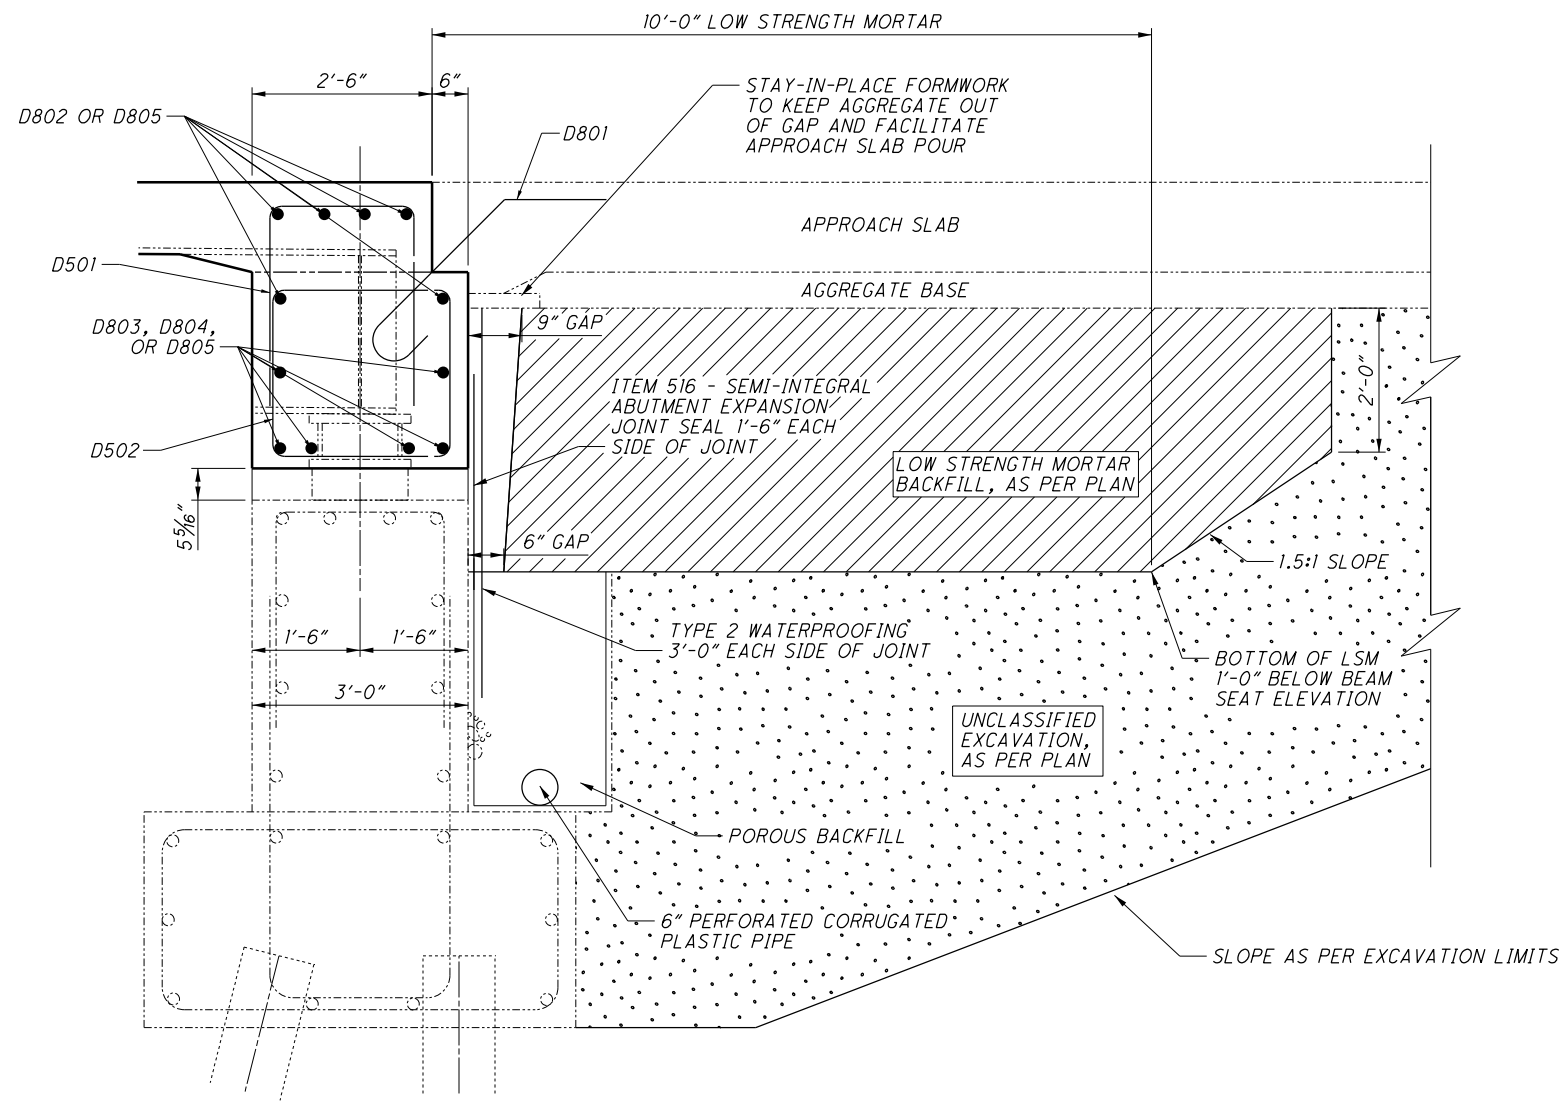 10'-0" LOW STRENGTH MORTAR
2'-6"
6"
STAY-IN-PLACE FORMWORK
TO KEEP AGGREGATE OUT
OF GAP AND FACILITATE
APPROACH SLAB POUR
D802 OR D805
D801
APPROACH SLAB
D501
AGGREGATE BASE
D803, D804,
OR D805
9" GAP
2'-0"
ITEM 516 - SEMI-INTEGRAL
ABUTMENT EXPANSION
JOINT SEAL 1'-6" EACH
SIDE OF JOINT
D502
LOW STRENGTH MORTAR
BACKFILL, AS PER PLAN
5 5/16"
6" GAP
1.5:1 SLOPE
1'-6"
1'-6"
TYPE 2 WATERPROOFING
3'-0" EACH SIDE OF JOINT
BOTTOM OF LSM
1'-0" BELOW BEAM
SEAT ELEVATION
3'-0"
UNCLASSIFIED
EXCAVATION,
AS PER PLAN
POROUS BACKFILL
6" PERFORATED CORRUGATED
PLASTIC PIPE
SLOPE AS PER EXCAVATION LIMITS